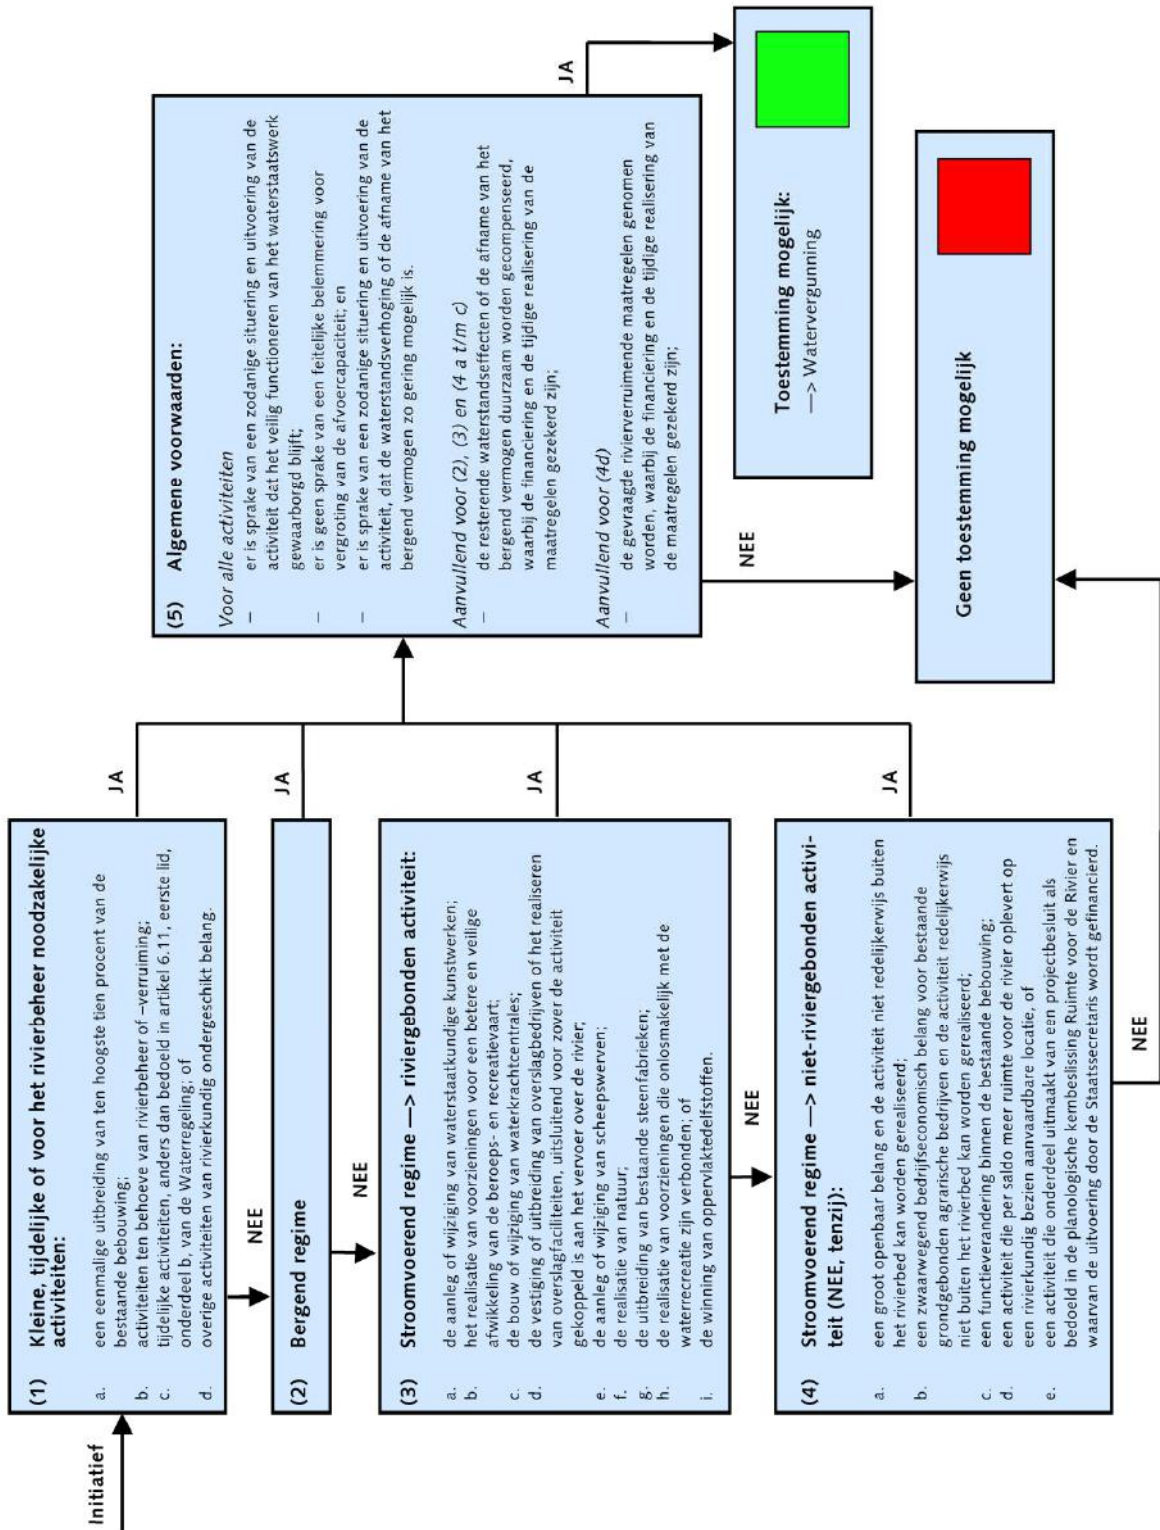 Initiatief
(1) Kleine, tijdelijke of voor het rivierbeheer noodzakelijke
activiteiten:
a. een eenmalige uitbreiding van ten hoogste tien procent van de
bestaande bebouwing;
b. activiteiten ten behoeve van rivierbeheer of –verruiming;
c. tijdelijke activiteiten, anders dan bedoeld in artikel 6.11, eerste lid,
onderdeel b, van de Waterregeling; of
d. overige activiteiten van rivierkundig ondergeschikt belang.
JA
NEE
(2) Bergend regime
JA
NEE
(3) Stroomvoerend regime —> riviergebonden activiteit:
a. de aanleg of wijziging van waterstaatkundige kunstwerken;
b. het realisatie van voorzieningen voor een betere en veilige
afwikkeling van de beroeps- en recreatievaart;
c. de bouw of wijziging van waterkrachtcentrales;
d. de vestiging of uitbreiding van overslagbedrijven of het realiseren
van overslagfaciliteiten, uitsluitend voor zover de activiteit
gekoppeld is aan het vervoer over de rivier;
e. de aanleg of wijziging van scheepswerven;
f. de realisatie van natuur;
g. de uitbreiding van bestaande steenfabrieken;
h. de realisatie van voorzieningen die onlosmakelijk met de
waterrecreatie zijn verbonden; of
i. de winning van oppervlaktedelfstoffen.
JA
NEE
(4) Stroomvoerend regime —> niet-riviergebonden activi-
teit (NEE, tenzij):
a. een groot openbaar belang en de activiteit niet redelijkerwijs buiten
het rivierbed kan worden gerealiseerd;
b. een zwaarwegend bedrijfseconomisch belang voor bestaande
grondgebonden agrarische bedrijven en de activiteit redelijkerwijs
niet buiten het rivierbed kan worden gerealiseerd;
c. een functieverandering binnen de bestaande bebouwing;
d. een activiteit die per saldo meer ruimte voor de rivier oplevert op
een rivierkundig bezien aanvaardbare locatie, of
e. een activiteit die onderdeel uitmaakt van een projectbesluit als
bedoeld in de planologische kernbeslissing Ruimte voor de Rivier en
waarvan de uitvoering door de Staatssecretaris wordt gefinancierd.
JA
NEE
(5) Algemene voorwaarden:
Voor alle activiteiten
– er is sprake van een zodanige situering en uitvoering van de
activiteit dat het veilig functioneren van het waterstaatswerk
gewaarborgd blijft;
– er is geen sprake van een feitelijke belemmering voor
vergroting van de afvoercapaciteit; en
– er is sprake van een zodanige situering en uitvoering van de
activiteit, dat de waterstandsverhoging of de afname van het
bergend vermogen zo gering mogelijk is.
Aanvullend voor (2), (3) en (4 a t/m c)
– de resterende waterstandseffecten of de afname van het
bergend vermogen duurzaam worden gecompenseerd,
waarbij de financiering en de tijdige realisering van de
maatregelen gezekerd zijn;
Aanvullend voor (4d)
– de gevraagde rivierverruimende maatregelen genomen
worden, waarbij de financiering en de tijdige realisering van
de maatregelen gezekerd zijn;
JA
NEE
Toestemming mogelijk:
—> Watervergunning
Geen toestemming mogelijk